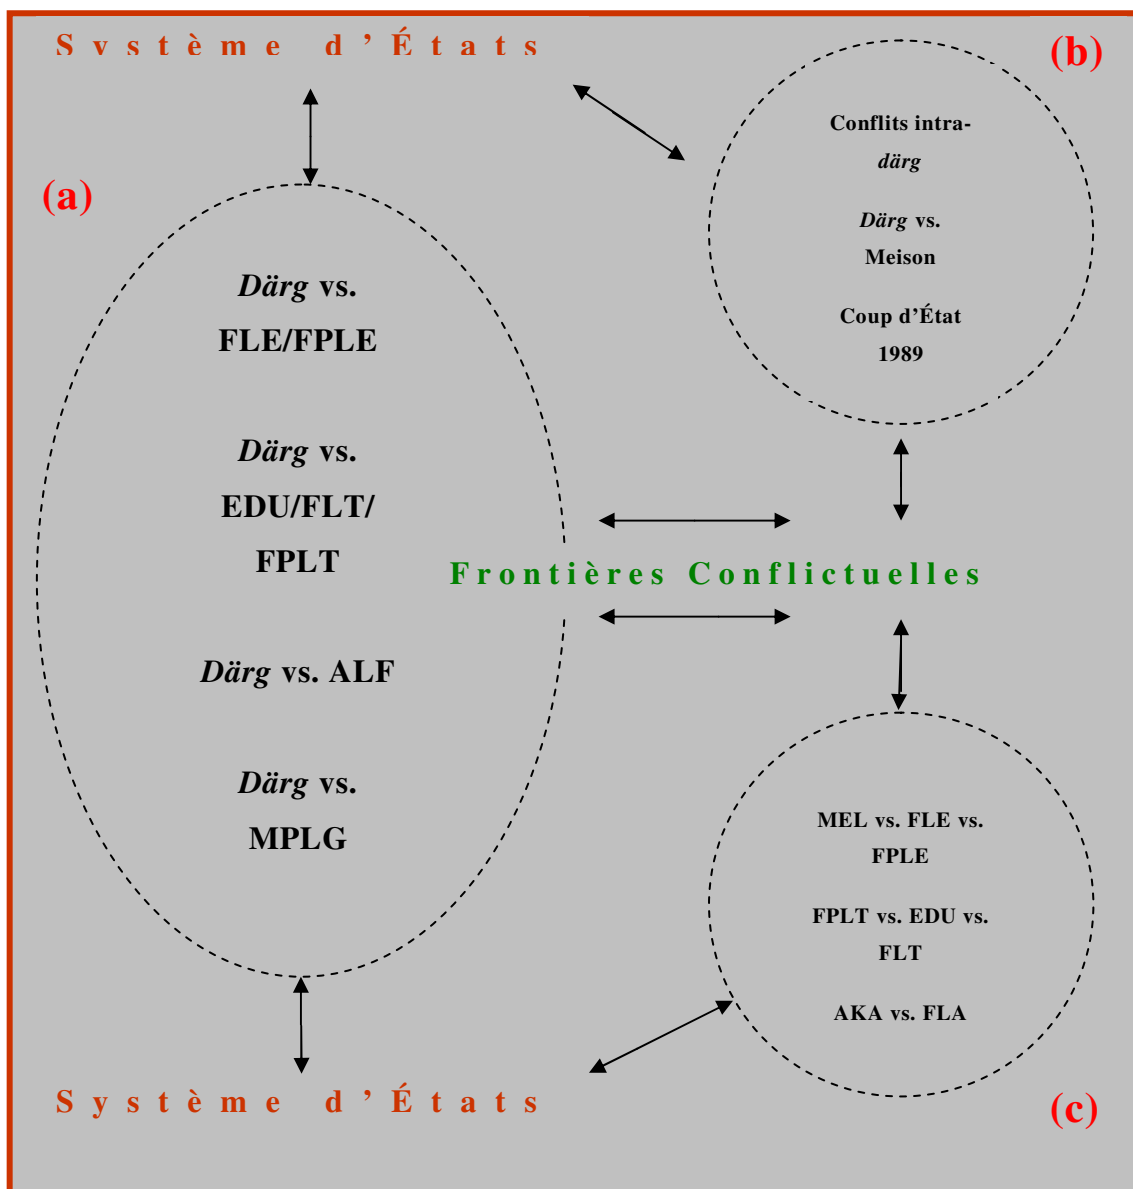 Système d'États
(b)
Conflits intra-
därg
Därg vs.
Meison
Coup d'État
1989
(a)
Därg vs.
FLE/FPLE
Därg vs.
EDU/FLT/
FPLT
Därg vs. ALF
Därg vs.
MPLG
Frontières Conflictuelles
MEL vs. FLE vs.
FPLE
FPLT vs. EDU vs.
FLT
AKA vs. FLA
Système d'États
(c)